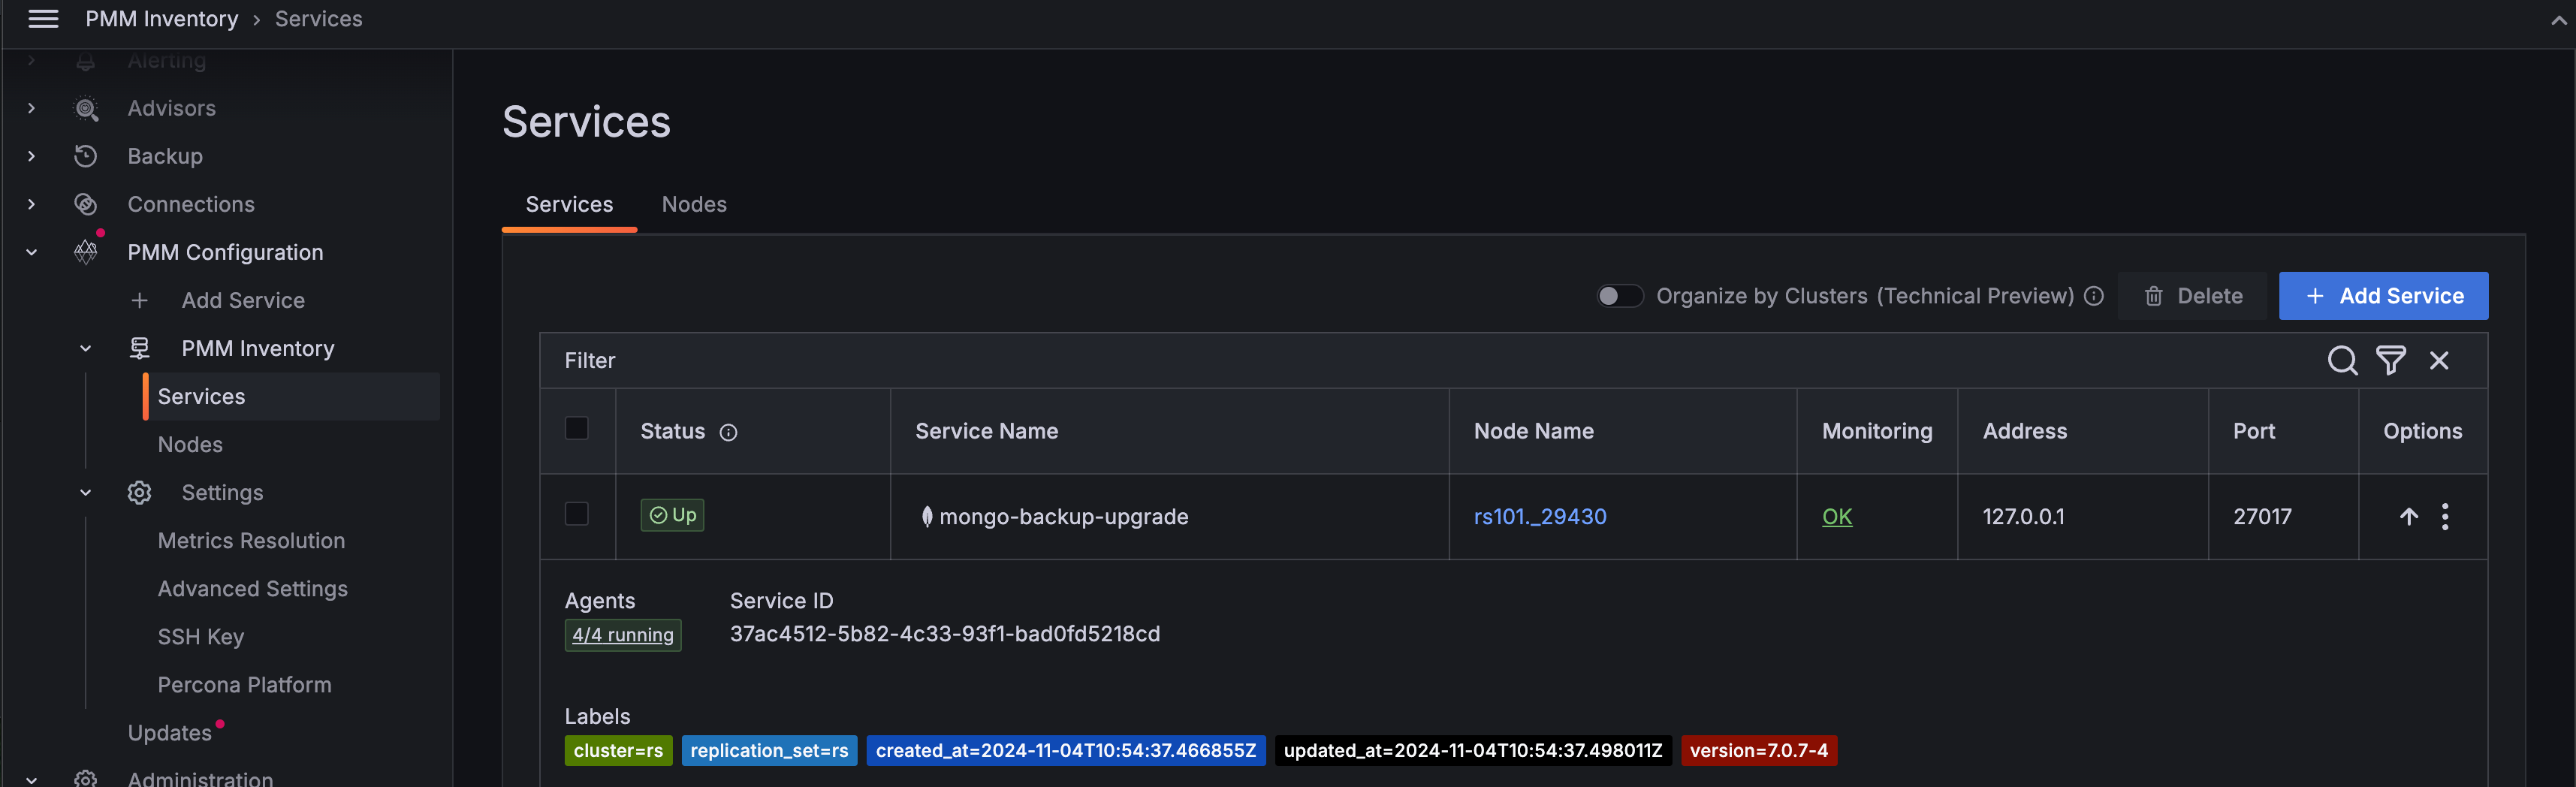 PMM Inventory › Services
Alerting
Advisors
Backup
Connections
PMM Configuration
Add Service
PMM Inventory
Services
Nodes
Settings
Metrics Resolution
Advanced Settings
SSH Key
Percona Platform
Updates
Administration
Services
Services Nodes
Organize by Clusters (Technical Preview) Delete + Add Service
Filter
Status Service Name Node Name Monitoring Address Port Options
Up mongo-backup-upgrade rs101._29430 OK 127.0.0.1 27017
Agents Service ID
4/4 running 37ac4512-5b82-4c33-93f1-bad0fd5218cd
Labels
cluster=rs replication_set=rs created_at=2024-11-04T10:54:37.466855Z updated_at=2024-11-04T10:54:37.498011Z version=7.0.7-4